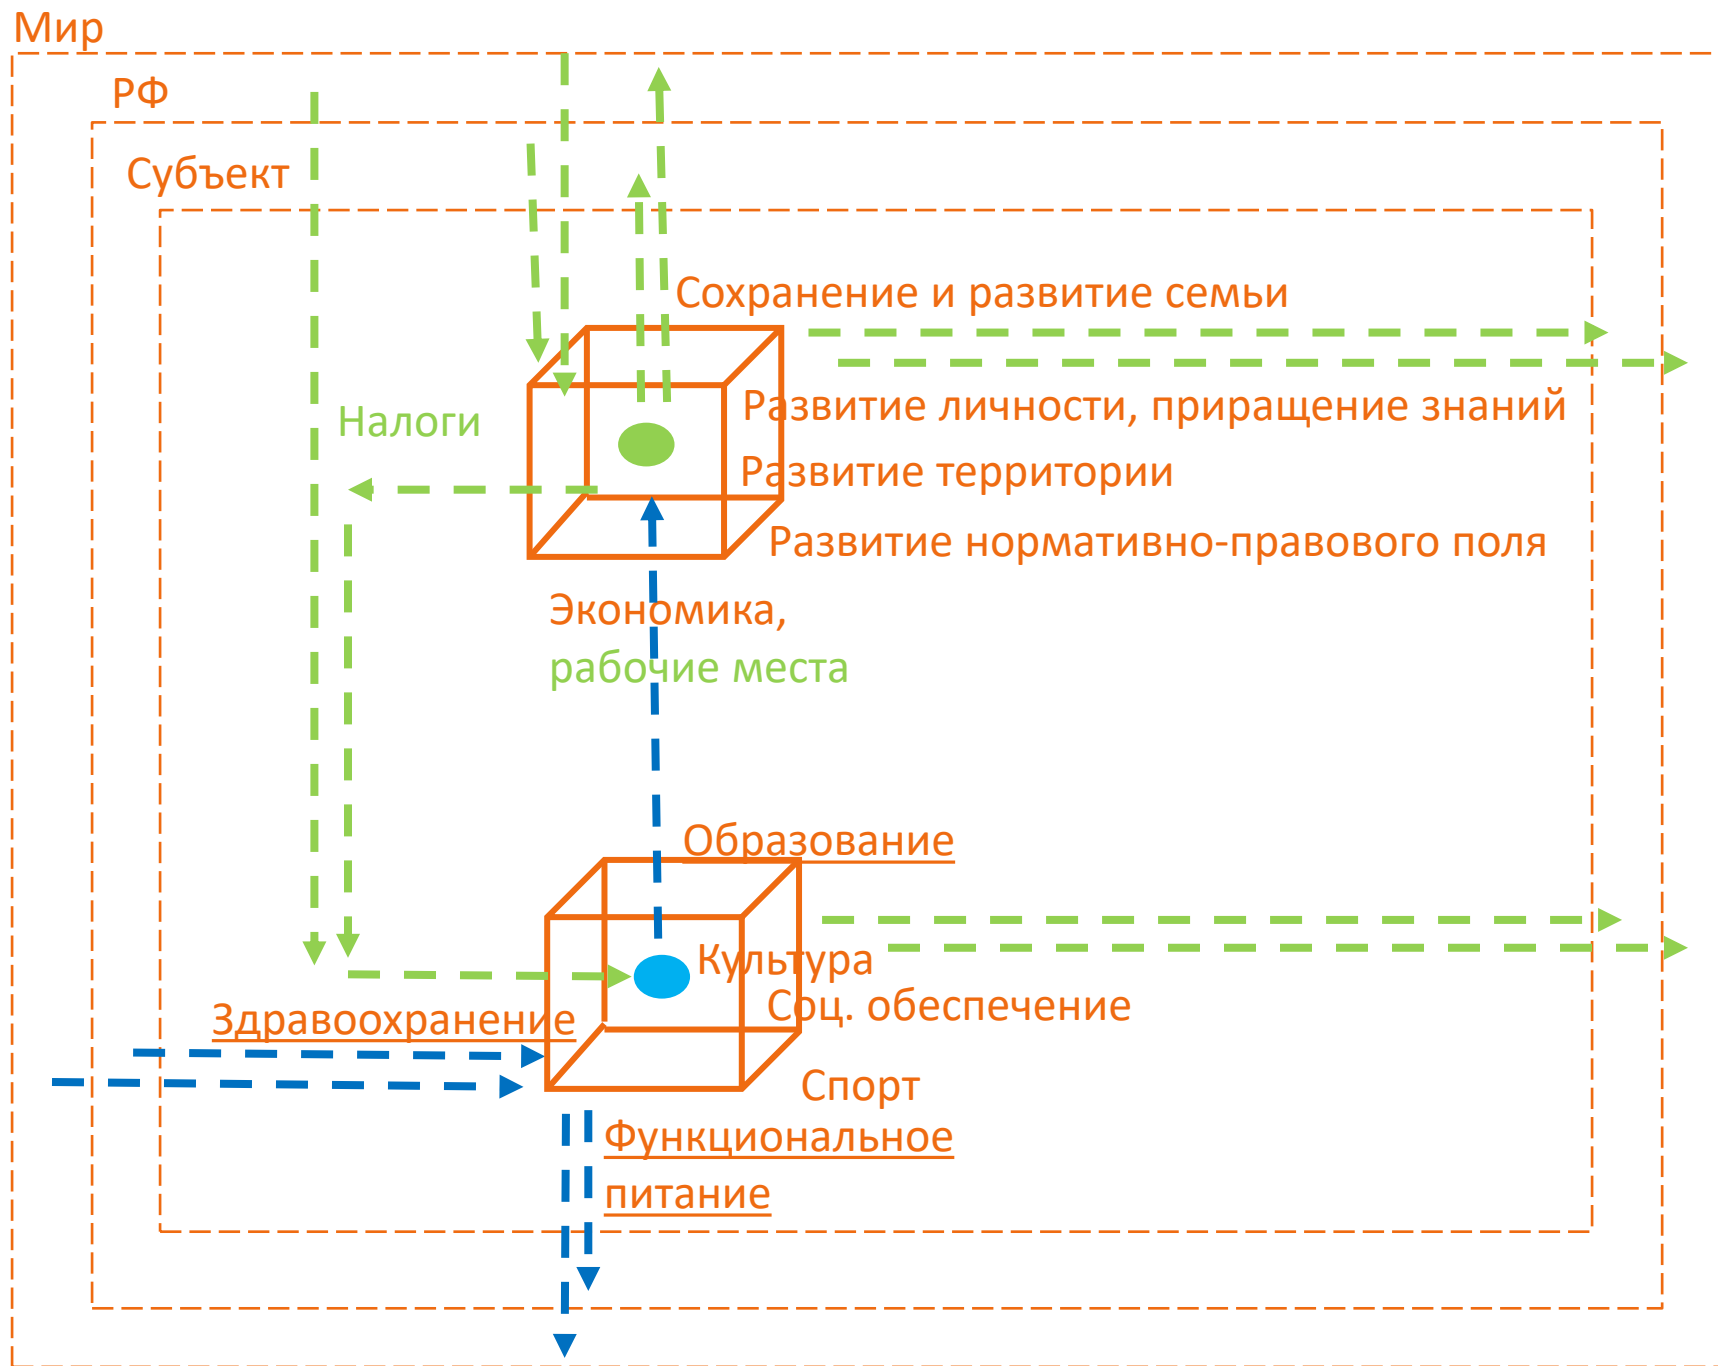 Мир
РФ
Субъект
Сохранение и развитие семьи
Налоги
Развитие личности, приращение знаний
Развитие территории
Развитие нормативно-правового поля
Экономика,
рабочие места
Образование
Культура
Соц. обеспечение
Здравоохранение
Спорт
Функциональное
питание